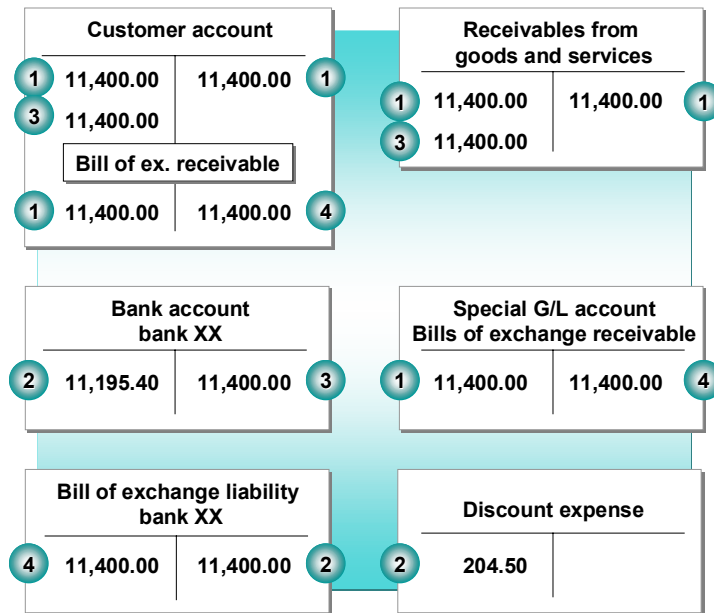 Customer account
1 11,400.00 11,400.00 1
3 11,400.00
Bill of ex. receivable
1 11,400.00 11,400.00 4
Receivables from
goods and services
1 11,400.00 11,400.00 1
3 11,400.00
Bank account
bank XX
2 11,195.40 11,400.00 3
Special G/L account
Bills of exchange receivable
1 11,400.00 11,400.00 4
Bill of exchange liability
bank XX
4 11,400.00 11,400.00 2
Discount expense
2 204.50